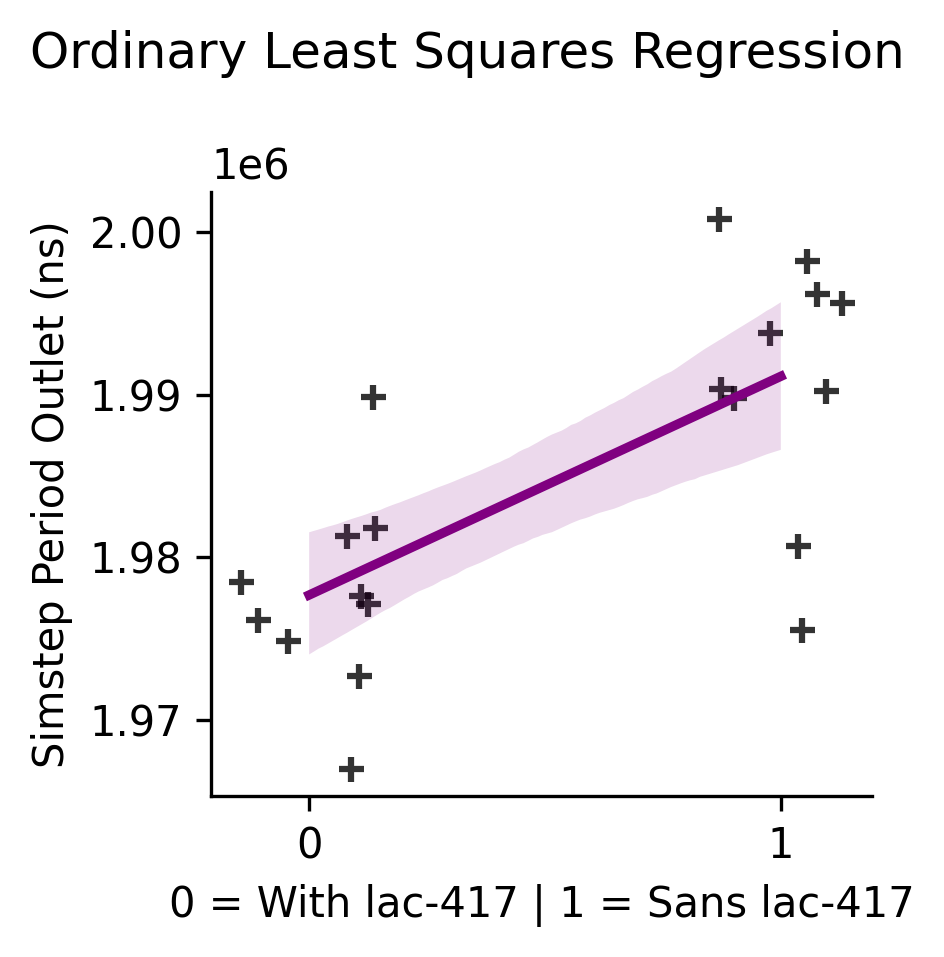 Ordinary Least Squares Regression
1e6
2.00
1.99
1.98
1.97
Simstep Period Outlet (ns)
0 1
0 = With lac-417 | 1 = Sans lac-417